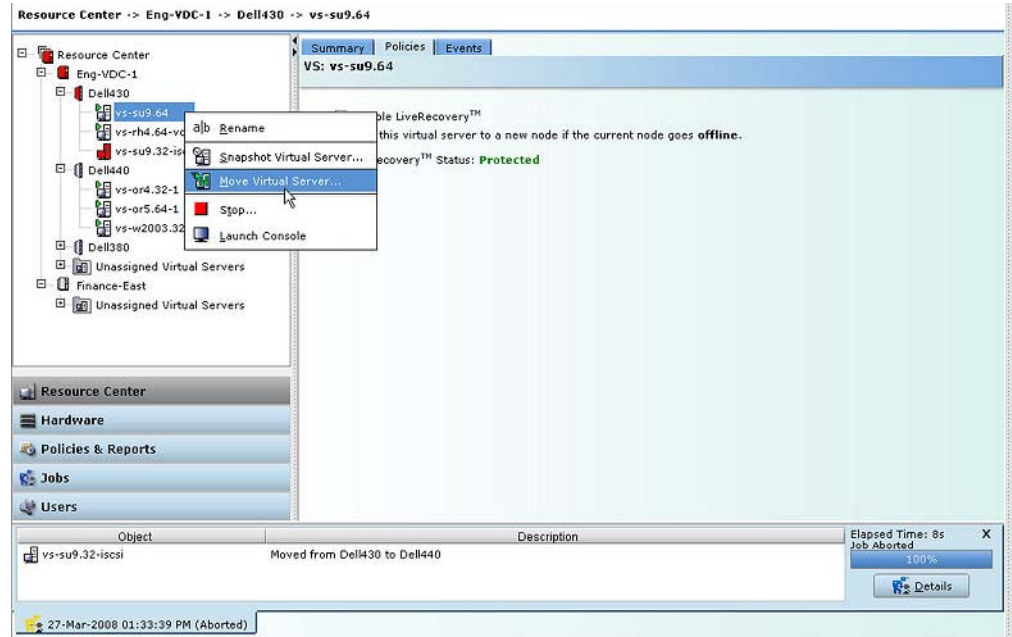 Resource Center -> Eng-VDC-1 -> Dell430 -> vs-su9.64
Resource Center
Eng-VDC-1
Dell430
vs-su9.64
vs-rh4.64-vc
vs-su9.32-is
Dell440
vs-or4.32-1
vs-or5.64-1
vs-w2003.32
Dell380
Unassigned Virtual Servers
Finance-East
Unassigned Virtual Servers
a|b Rename
Snapshot Virtual Server...
Move Virtual Server...
Stop...
Launch Console
Summary Policies Events
VS: vs-su9.64
ble LiveRecovery™
this virtual server to a new node if the current node goes offline.
ecovery™ Status: Protected
Resource Center
Hardware
Policies & Reports
Jobs
Users
Object Description
vs-su9.32-iscsi Moved from Dell430 to Dell440
Elapsed Time: 8s X
Job Aborted
100%
Details
27-Mar-2008 01:33:39 PM (Aborted)